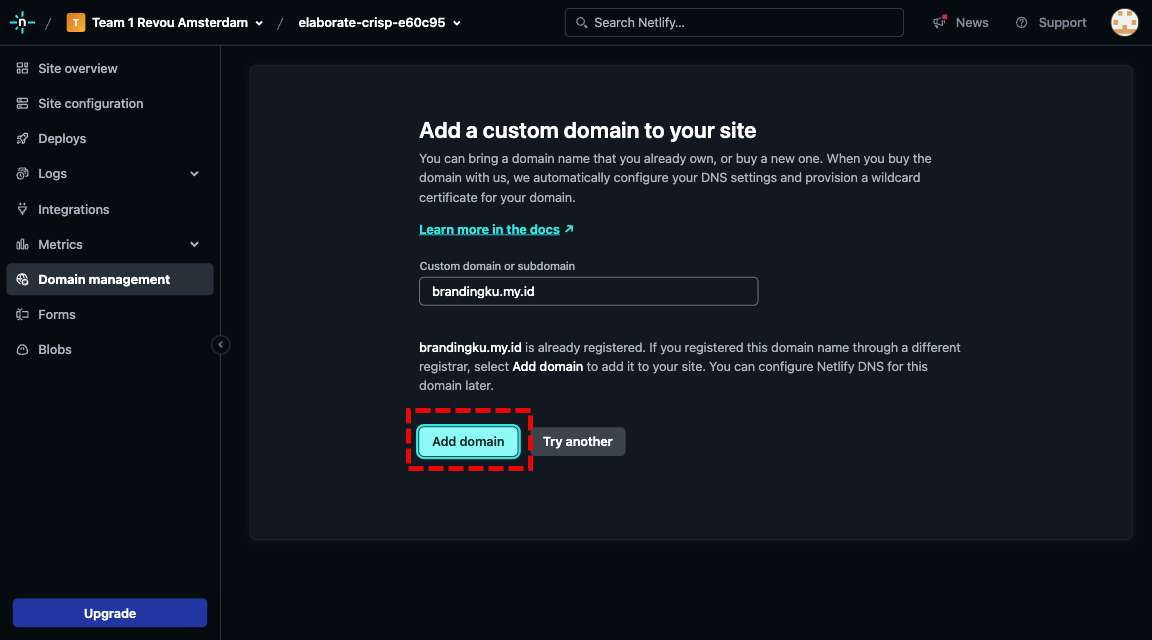 n / T Team 1 Revou Amsterdam / elaborate-crisp-e60c95
Search Netlify...
News
Support
Site overview
Site configuration
Deploys
Logs
Integrations
Metrics
Domain management
Forms
Blobs
Upgrade
Add a custom domain to your site
You can bring a domain name that you already own, or buy a new one. When you buy the
domain with us, we automatically configure your DNS settings and provision a wildcard
certificate for your domain.
Learn more in the docs
Custom domain or subdomain
brandingku.my.id
brandingku.my.id is already registered. If you registered this domain name through a different
registrar, select Add domain to add it to your site. You can configure Netlify DNS for this
domain later.
Add domain
Try another